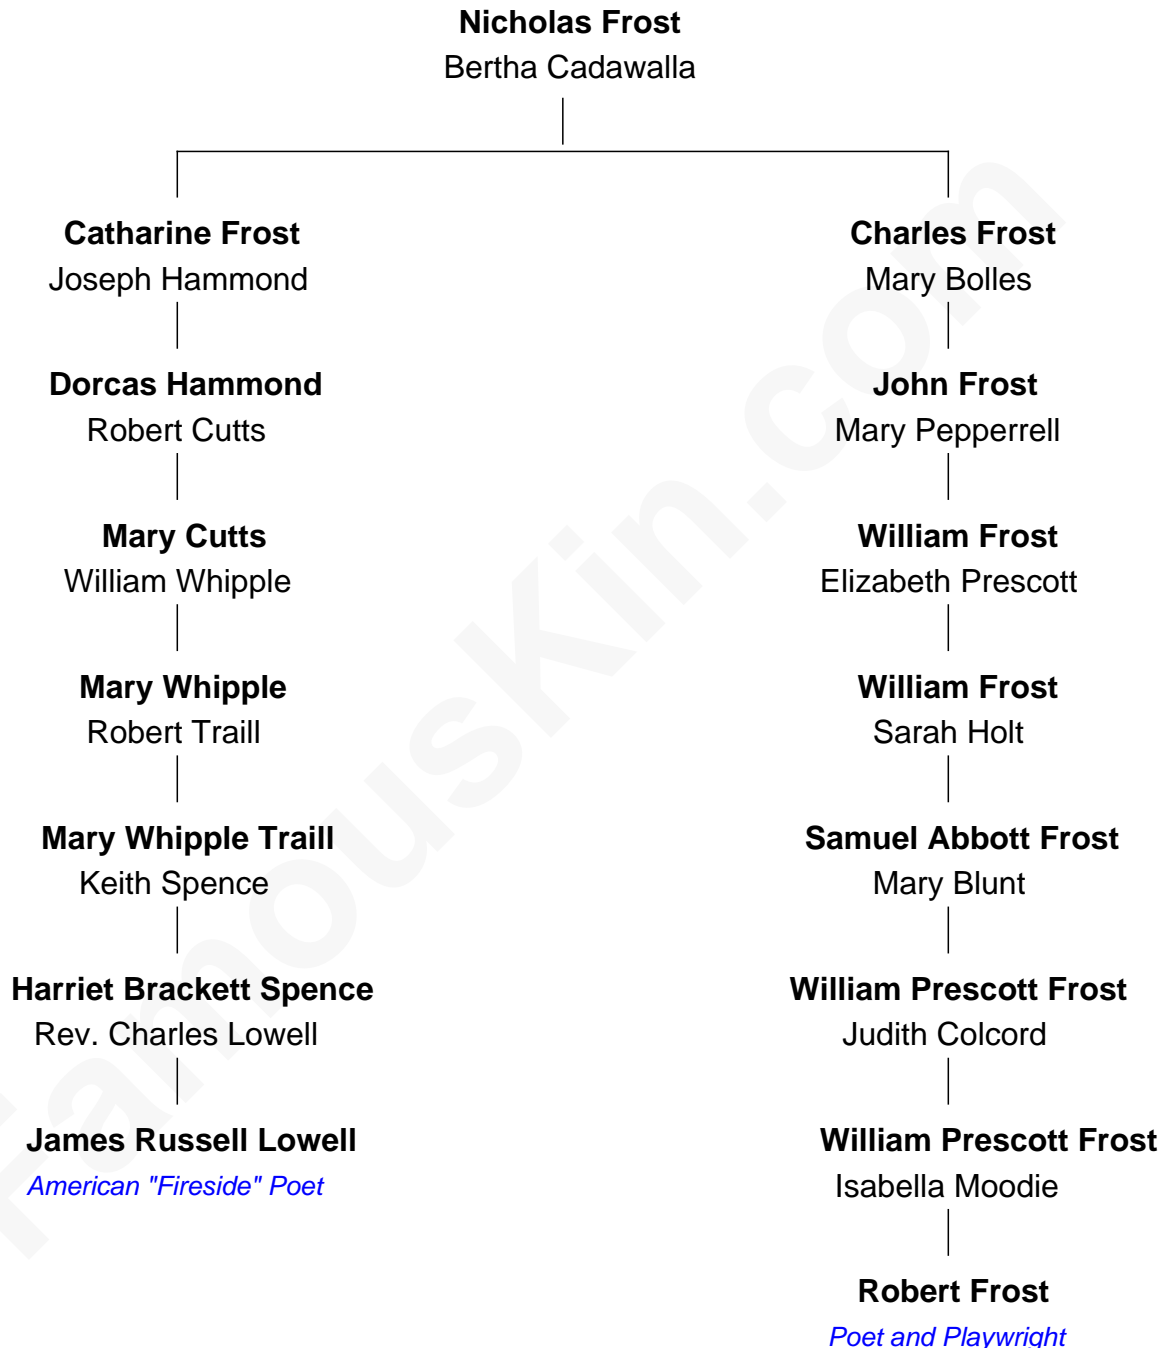 Nicholas Frost
Bertha Cadawalla
Catharine Frost
Joseph Hammond
Charles Frost
Mary Bolles
Dorcas Hammond
Robert Cutts
John Frost
Mary Pepperrell
Mary Cutts
William Whipple
William Frost
Elizabeth Prescott
Mary Whipple
Robert Traill
William Frost
Sarah Holt
Mary Whipple Traill
Keith Spence
Samuel Abbott Frost
Mary Blunt
Harriet Brackett Spence
Rev. Charles Lowell
William Prescott Frost
Judith Colcord
James Russell Lowell
American "Fireside" Poet
William Prescott Frost
Isabella Moodie
Robert Frost
Poet and Playwright
FamousKin.com